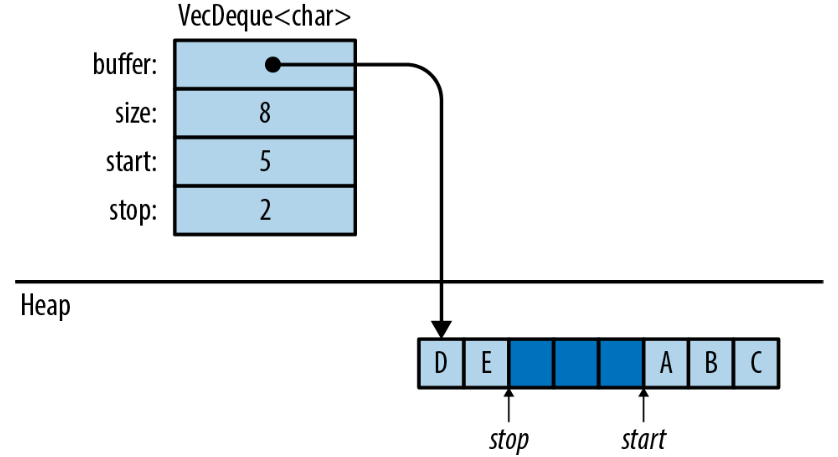 VecDeque<char>
buffer:
size: 8
start: 5
stop: 2
Heap
D E A B C
stop start